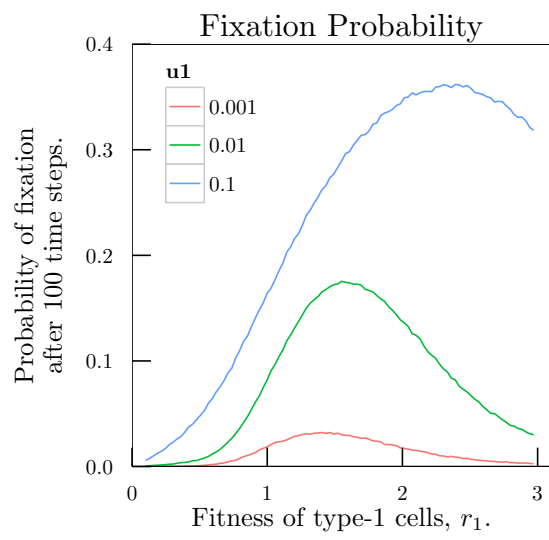 Fixation Probability
0.4
0.3
0.2
0.1
0.0
Probability of fixation
after 100 time steps.
u1
0.001
0.01
0.1
0 1 2 3
Fitness of type-1 cells, r₁.